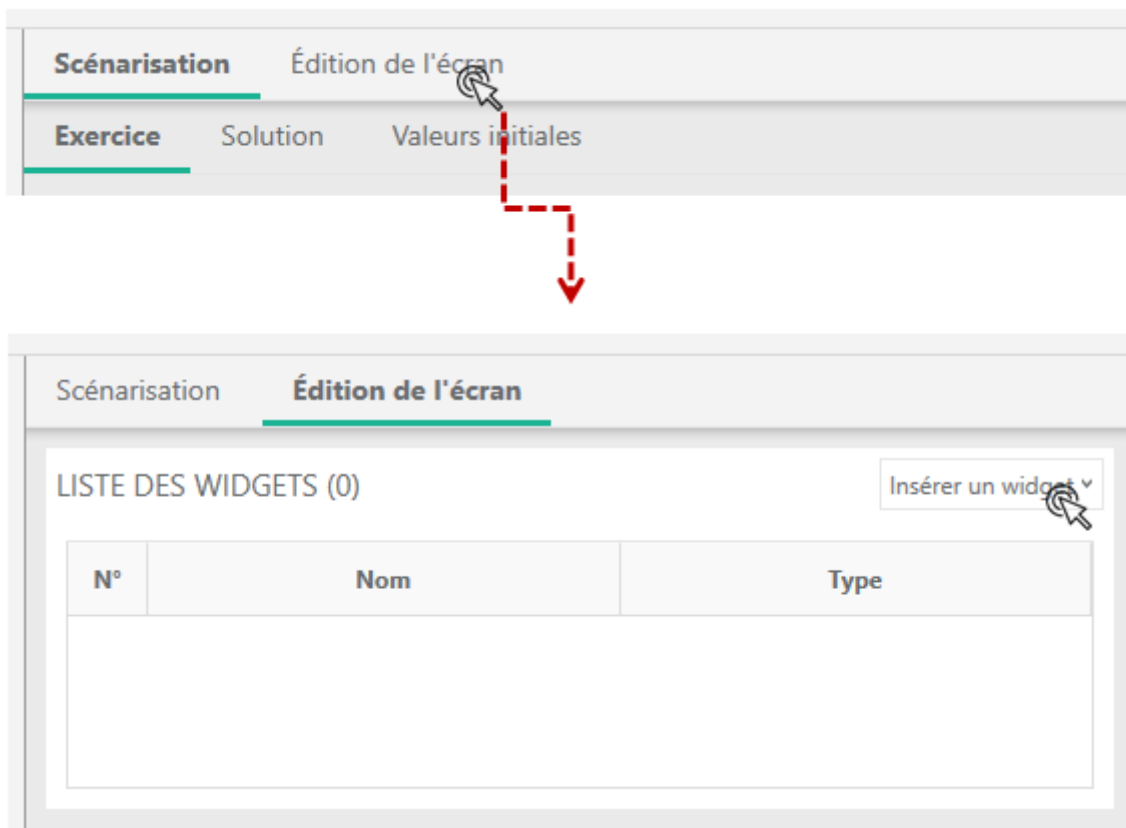 Scénarisation Édition de l'écran
Exercice Solution Valeurs initiales
Scénarisation Édition de l'écran
LISTE DES WIDGETS (0) Insérer un widget
N° Nom Type